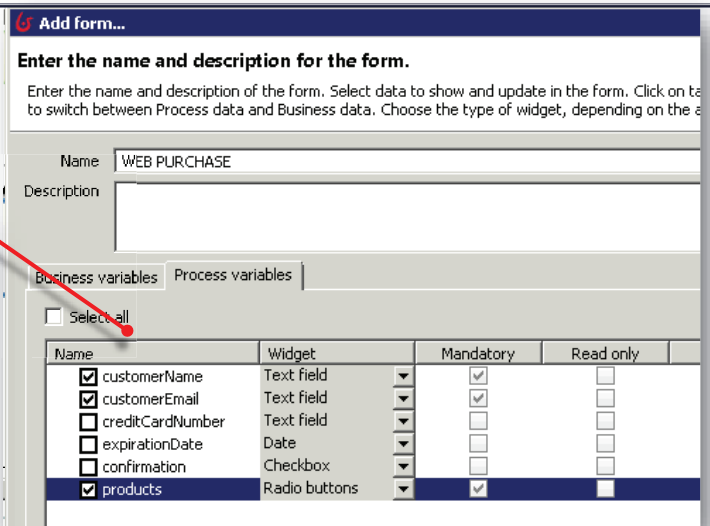 Add form...
Enter the name and description for the form.
Enter the name and description of the form. Select data to show and update in the form. Click on ta
to switch between Process data and Business data. Choose the type of widget, depending on the a
Name WEB PURCHASE
Description
Business variables Process variables
Select all
Name Widget Mandatory Read only
customerName Text field
customerEmail Text field
creditCardNumber Text field
expirationDate Date
confirmation Checkbox
products Radio buttons